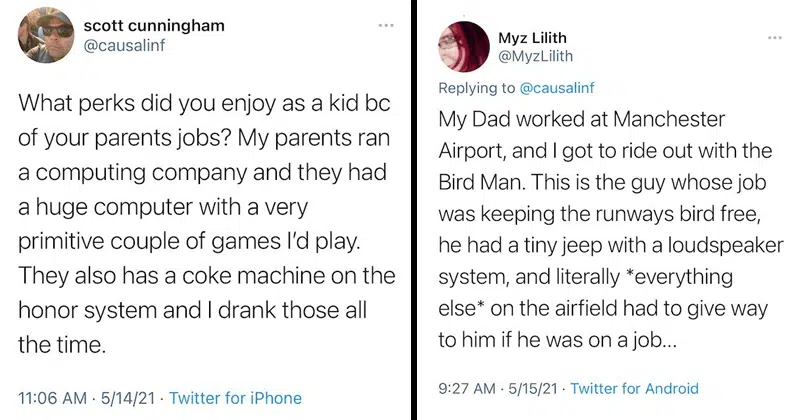 scott cunningham
@causalinf
What perks did you enjoy as a kid bc
of your parents jobs? My parents ran
a computing company and they had
a huge computer with a very
primitive couple of games I'd play.
They also has a coke machine on the
honor system and I drank those all
the time.
11:06 AM · 5/14/21 · Twitter for iPhone
Myz Lilith
@MyzLilith
Replying to @causalinf
My Dad worked at Manchester
Airport, and I got to ride out with the
Bird Man. This is the guy whose job
was keeping the runways bird free,
he had a tiny jeep with a loudspeaker
system, and literally *everything
else* on the airfield had to give way
to him if he was on a job...
9:27 AM · 5/15/21 · Twitter for Android